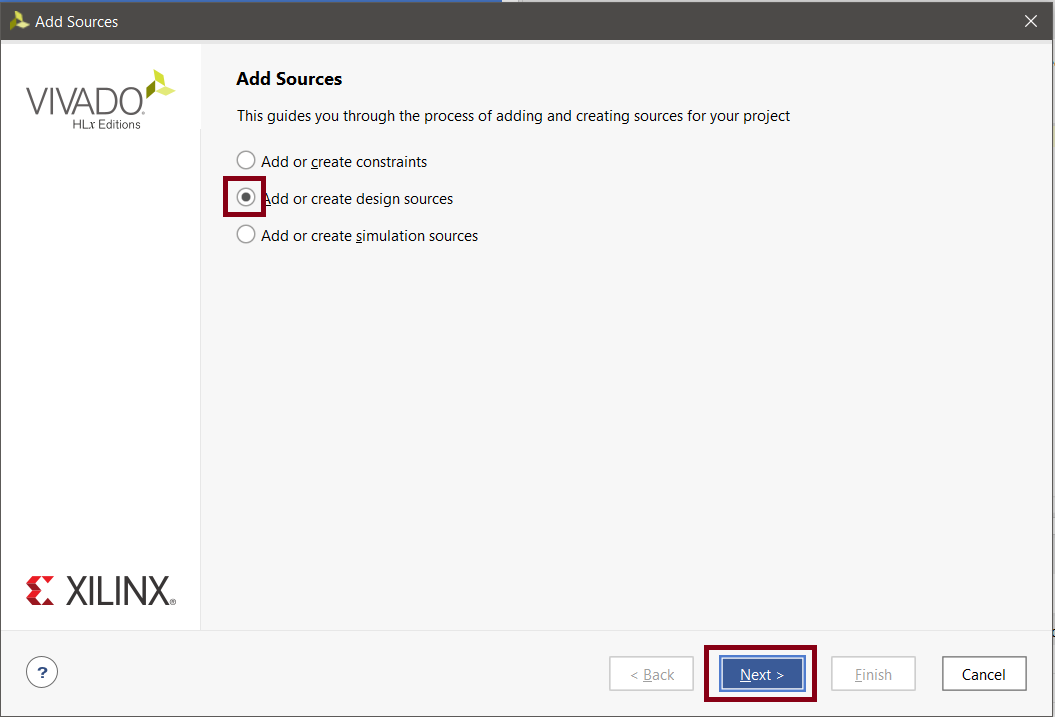 Add Sources
VIVADO.
HLx Editions
Add Sources
This guides you through the process of adding and creating sources for your project
Add or create constraints
Add or create design sources
Add or create simulation sources
XILINX®
?
< Back
Next >
Finish
Cancel